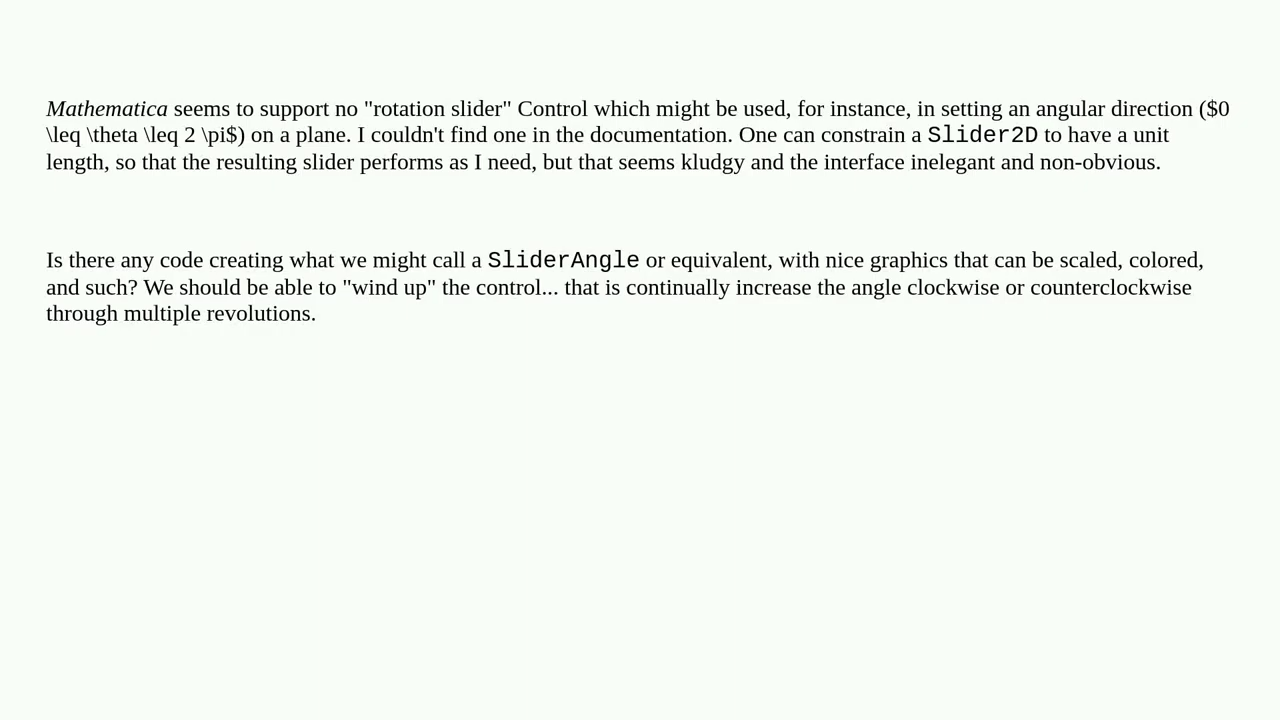 Mathematica seems to support no "rotation slider" Control which might be used, for instance, in setting an angular direction ($0
\leq \theta \leq 2 \pi$) on a plane. I couldn't find one in the documentation. One can constrain a Slider2D to have a unit
length, so that the resulting slider performs as I need, but that seems kludgy and the interface inelegant and non-obvious.
Is there any code creating what we might call a SliderAngle or equivalent, with nice graphics that can be scaled, colored,
and such? We should be able to "wind up" the control... that is continually increase the angle clockwise or counterclockwise
through multiple revolutions.